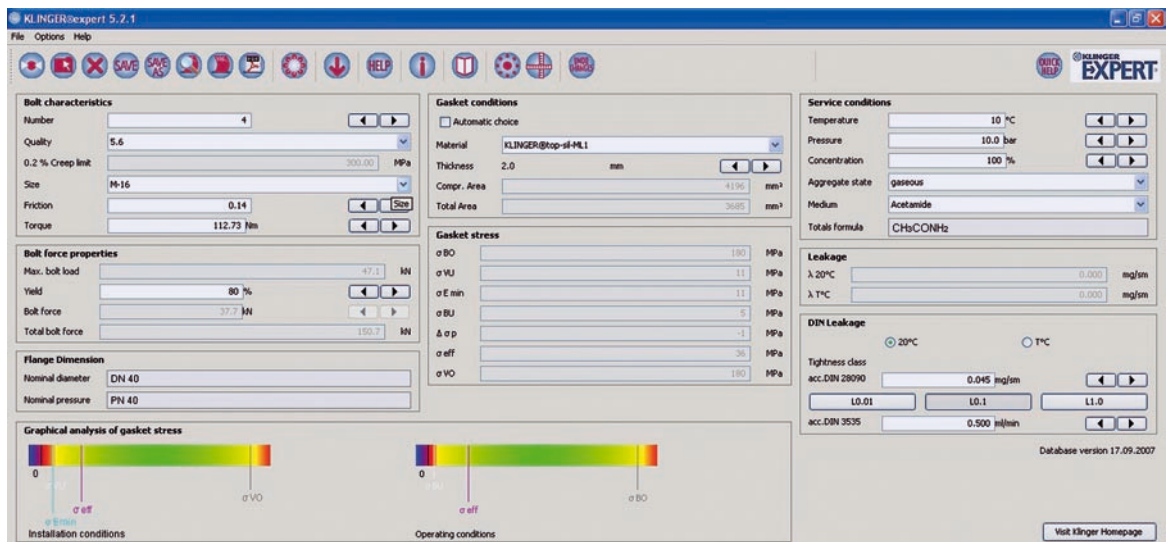 KLINGER®expert 5.2.1
File Options Help
SAVE SAVE AS HELP QUICK HELP KLINGER EXPERT
Bolt characteristics
Number 4
Quality 5.6
0.2 % Creep limit 300.00 MPa
Size M-16
Friction 0.14 Size
Torque 112.73 Nm
Bolt force properties
Max. bolt load 47.1 kN
Yield 80 %
Bolt force 37.7 kN
Total bolt force 150.7 kN
Flange Dimension
Nominal diameter DN 40
Nominal pressure PN 40
Gasket conditions
Automatic choice
Material KLINGER®top-sil-ML1
Thickness 2.0 mm
Compr. Area 4196 mm²
Total Area 3685 mm²
Gasket stress
σ BO 180 MPa
σ VU 11 MPa
σ E min 11 MPa
σ BU 5 MPa
Δ σ p -1 MPa
σ eff 36 MPa
σ VO 180 MPa
Service conditions
Temperature 10 °C
Pressure 10.0 bar
Concentration 100 %
Aggregate state gaseous
Medium Acetamide
Totals formula CH₃CONH₂
Leakage
λ 20°C 0.000 mg/sm
λ T°C 0.000 mg/sm
DIN Leakage
20°C T°C
Tightness class
acc.DIN 28090 0.045 mg/sm
L0.01 L0.1 L1.0
acc.DIN 3535 0.500 ml/min
Database version 17.09.2007
Graphical analysis of gasket stress
0
σ VU
σ eff
σ VO
σ Emin
Installation conditions
0
σ BU
σ eff
σ BO
Operating conditions
Visit Klinger Homepage